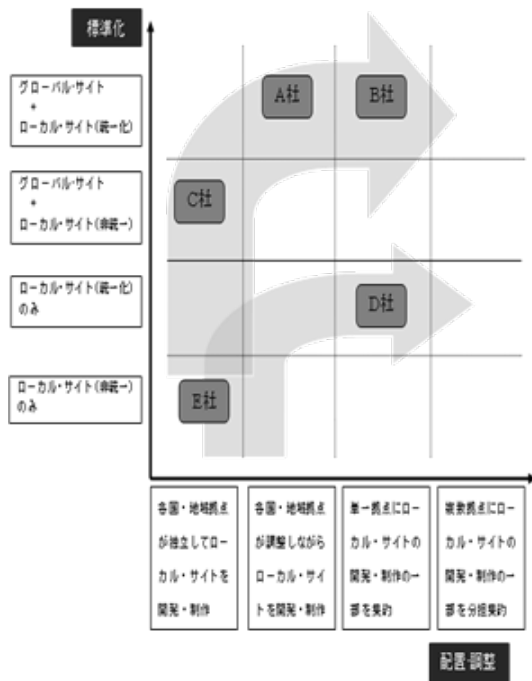 標準化
グローバル・サイト
+
ローカル・サイト(統一化)
A社
B社
グローバル・サイト
+
ローカル・サイト(非統一)
C社
ローカル・サイト(統一化)
のみ
D社
ローカル・サイト(非統一)
のみ
E社
各国・地域拠点
が独立してロー
カル・サイトを
開発・制作
各国・地域拠点
が調整しながら
ローカル・サイ
トを開発・制作
単一拠点にロー
カル・サイトの
開発・制作の一
部を集約
複数拠点にロー
カル・サイトの
開発・制作の一
部を分担集約
配置・調整